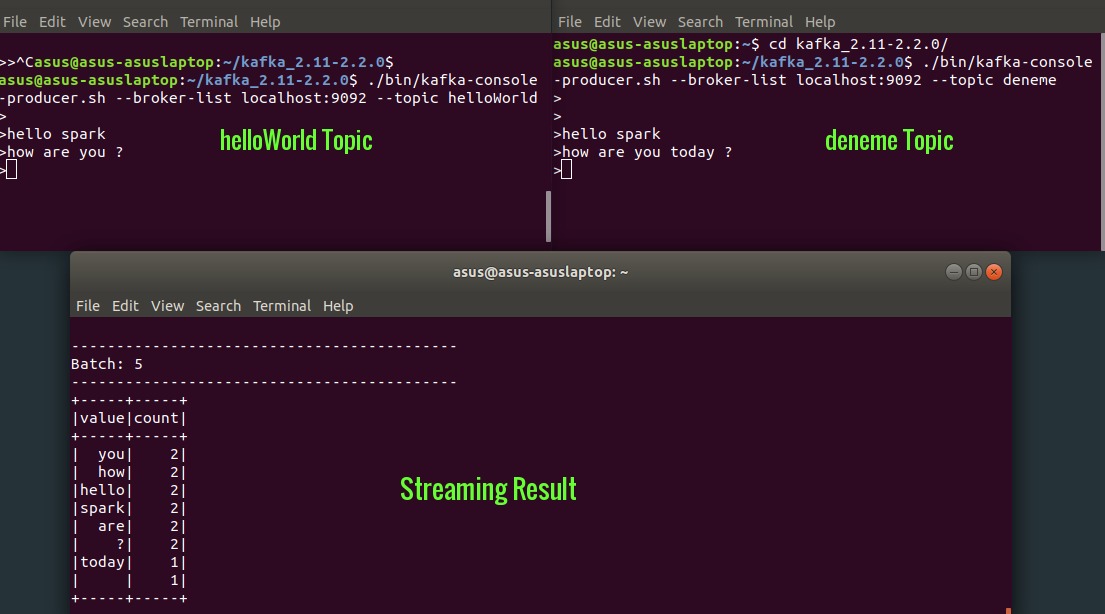 File Edit View Search Terminal Help
>>^Casus@asus-asuslaptop:~/kafka_2.11-2.2.0$
asus@asus-asuslaptop:~/kafka_2.11-2.2.0$ ./bin/kafka-console
-producer.sh --broker-list localhost:9092 --topic helloWorld
>
>hello spark
>how are you ?
>
helloWorld Topic
File Edit View Search Terminal Help
asus@asus-asuslaptop:~$ cd kafka_2.11-2.2.0/
asus@asus-asuslaptop:~/kafka_2.11-2.2.0$ ./bin/kafka-console
-producer.sh --broker-list localhost:9092 --topic deneme
>
>
>hello spark
>how are you today ?
>
deneme Topic
asus@asus-asuslaptop: ~
File Edit View Search Terminal Help
-------------------------------------------
Batch: 5
-------------------------------------------
+-----+-----+
|value|count|
+-----+-----+
|  you|    2|
|  how|    2|
|hello|    2|
|spark|    2|
|  are|    2|
|    ?|    2|
|today|    1|
|     |    1|
+-----+-----+
Streaming Result